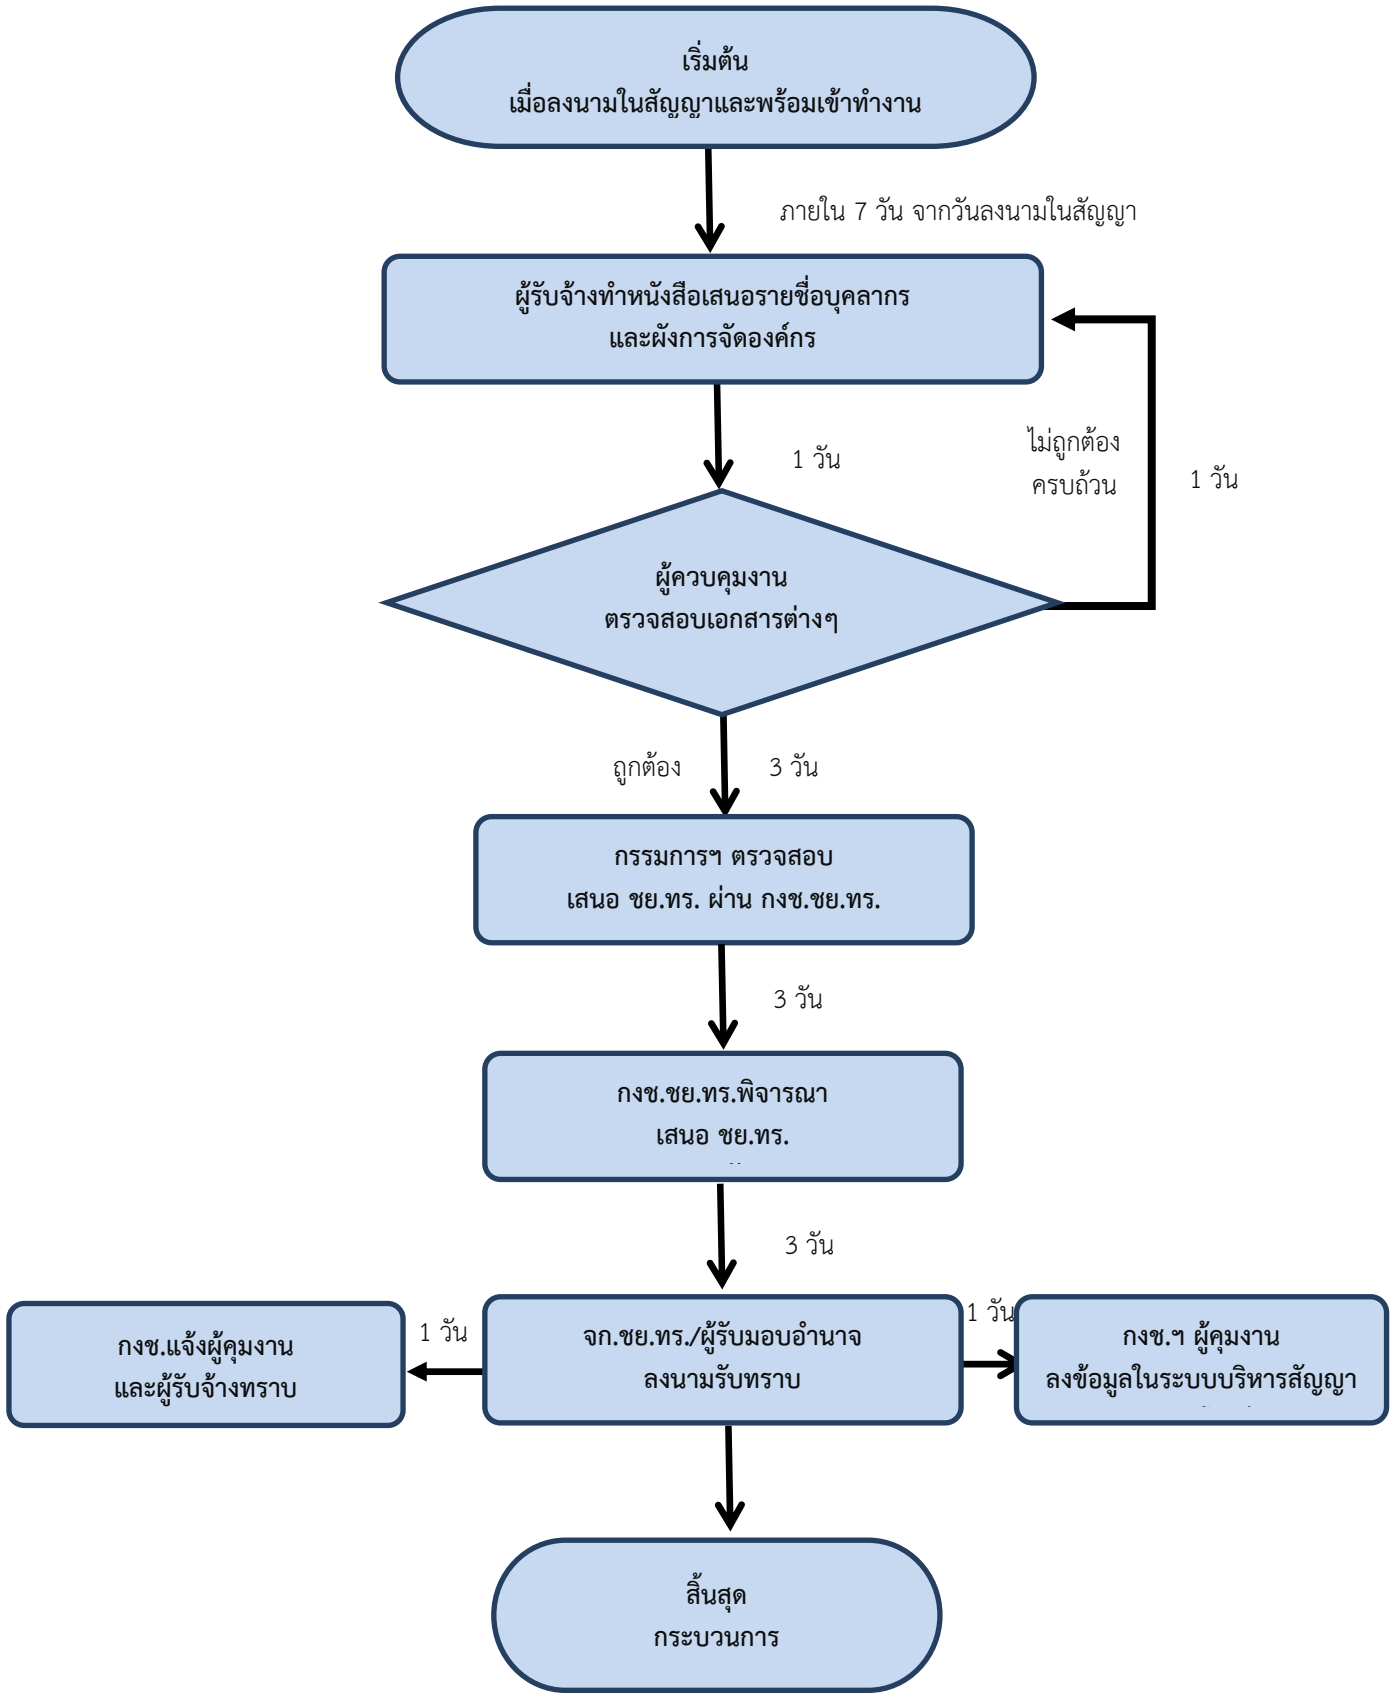 เริ่มต้น
เมื่อลงนามในสัญญาและพร้อมเข้าทำงาน
ภายใน 7 วัน จากวันลงนามในสัญญา
ผู้รับจ้างทำหนังสือเสนอรายชื่อบุคลากร
และผังการจัดองค์กร
1 วัน
ไม่ถูกต้อง
ครบถ้วน
1 วัน
ผู้ควบคุมงาน
ตรวจสอบเอกสารต่างๆ
ถูกต้อง
3 วัน
กรรมการฯ ตรวจสอบ
เสนอ ชย.ทร. ผ่าน กงช.ชย.ทร.
3 วัน
กงช.ชย.ทร.พิจารณา
เสนอ ชย.ทร.
3 วัน
กงช.แจ้งผู้คุมงาน
และผู้รับจ้างทราบ
1 วัน
จก.ชย.ทร./ผู้รับมอบอำนาจ
ลงนามรับทราบ
1 วัน
กงช.ฯ ผู้คุมงาน
ลงข้อมูลในระบบบริหารสัญญา
สิ้นสุด
กระบวนการ